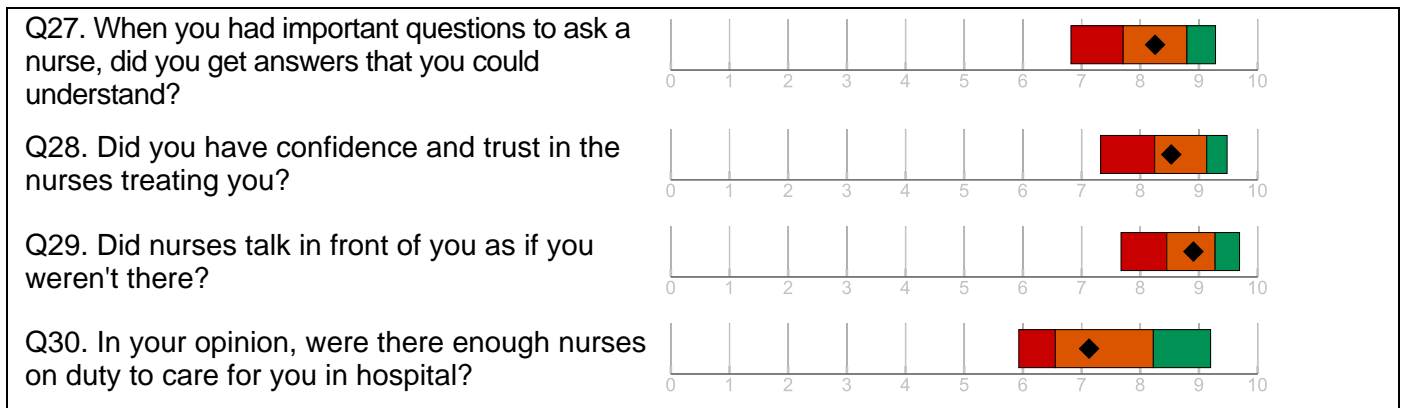 Q27. When you had important questions to ask a
nurse, did you get answers that you could
understand?
0 1 2 3 4 5 6 7 8 9 10
Q28. Did you have confidence and trust in the
nurses treating you?
0 1 2 3 4 5 6 7 8 9 10
Q29. Did nurses talk in front of you as if you
weren't there?
0 1 2 3 4 5 6 7 8 9 10
Q30. In your opinion, were there enough nurses
on duty to care for you in hospital?
0 1 2 3 4 5 6 7 8 9 10